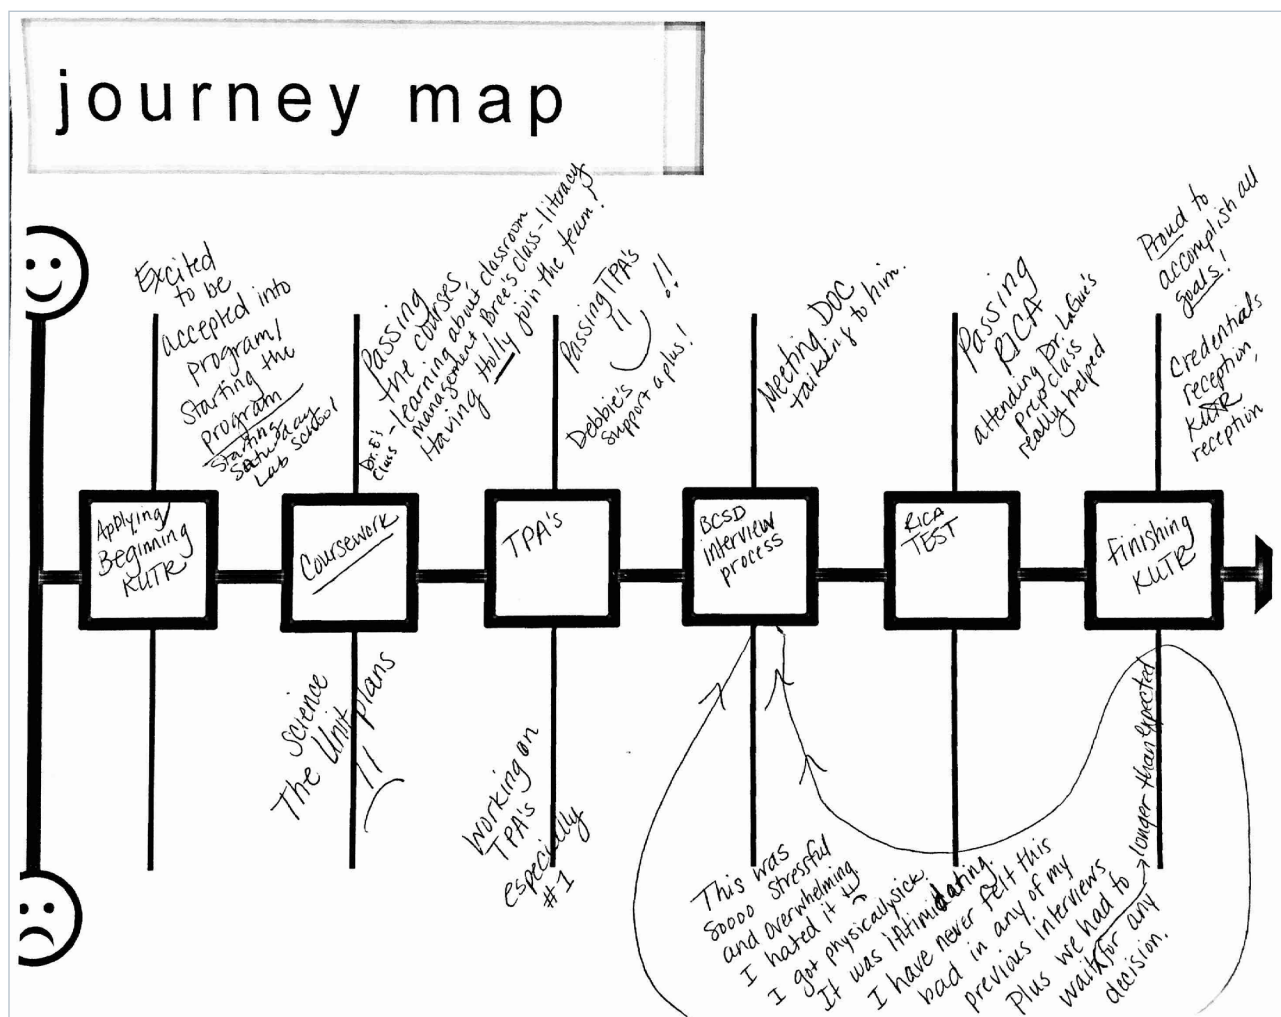 journey map
Excited
to be
accepted into
program/
Starting the
program
Starting
Saturday
Lab School
Passing
the courses
Dr. E's
Class - learning about classroom
management, Bree's class - literacy
Having Holly join the team!
Passing TPA's !!
Debbie's
support a plus!
Meeting DOC
talking to him.
Passing
RICA
attending Dr. LaGue's
prep class
really helped
Proud to
accomplish all
goals!
Credentials
reception,
KUTR
reception
Applying/
Beginning
KUTR
Coursework
TPA's
BCSD
interview
process
RICA
TEST
Finishing
KUTR
Science
The Unit plans
Working on
TPA's
especially
#1
This was
soooo stressful
and overwhelming
I hated it
I got physically sick.
It was intimidating.
I have never felt this
bad in any of my
previous interviews
Plus we had to
wait for any
decision.
longer than expected